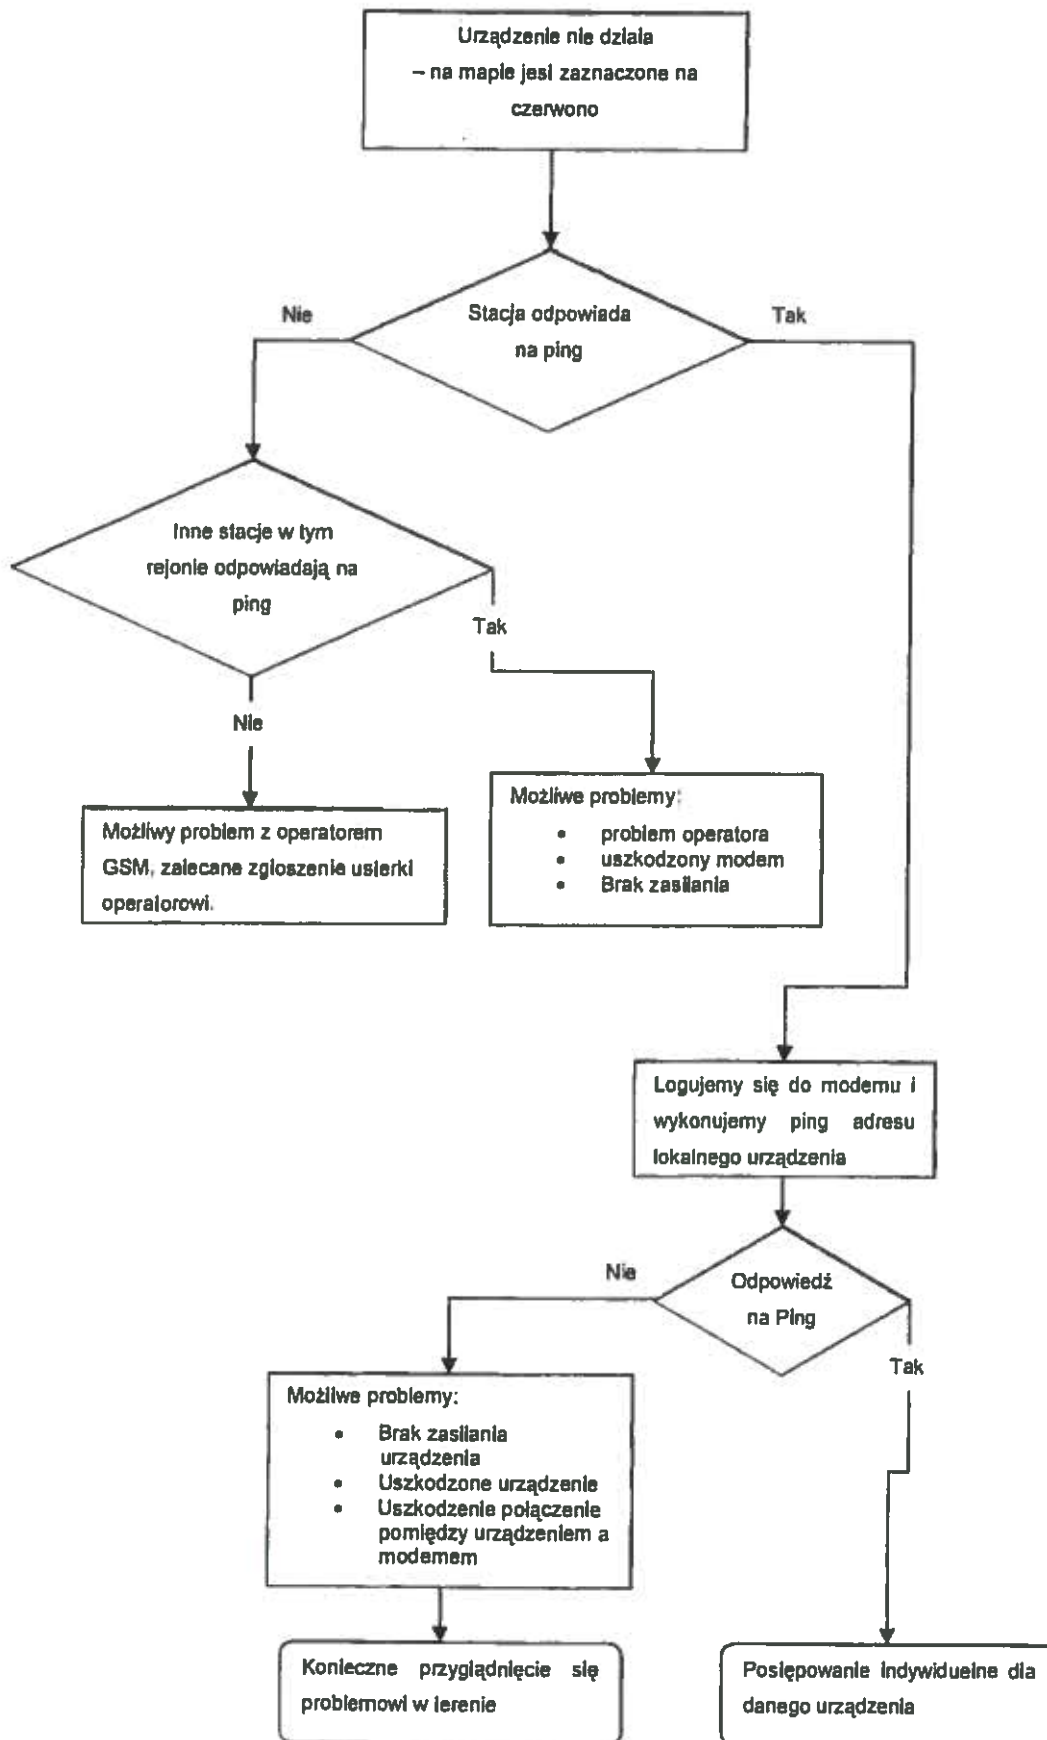 Urządzenie nie działa
– na mapie jest zaznaczone na
czerwono
Stacja odpowiada
na ping
Nie
Tak
Inne stacje w tym
rejonie odpowiadają na
ping
Tak
Nie
Możliwy problem z operatorem
GSM, zalecane zgłoszenie usterki
operatorowi.
Możliwe problemy:
• problem operatora
• uszkodzony modem
• Brak zasilania
Logujemy się do modemu i
wykonujemy ping adresu
lokalnego urządzenia
Odpowiedź
na Ping
Nie
Tak
Możliwe problemy:
• Brak zasilania
urządzenia
• Uszkodzone urządzenie
• Uszkodzenie połączenie
pomiędzy urządzeniem a
modemem
Konieczne przyglądnięcie się
problemowi w terenie
Postępowanie indywidualne dla
danego urządzenia